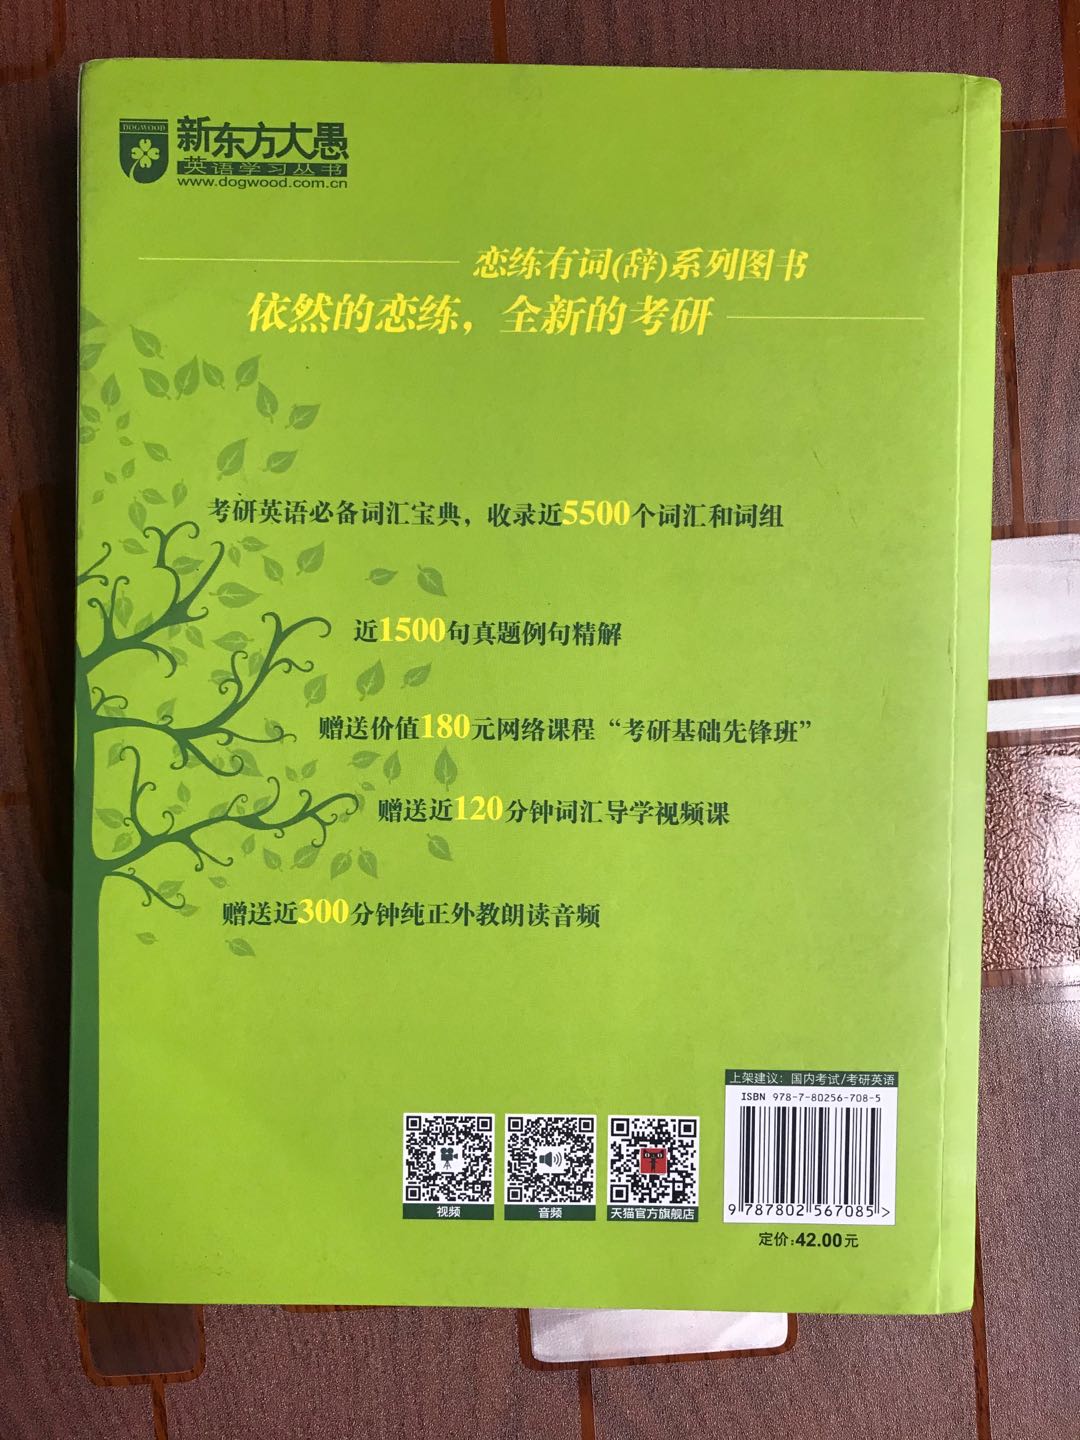 DOGWOOD
新东方大愚
英语学习丛书
www.dogwood.com.cn
恋练有词(辞)系列图书
依然的恋练，全新的考研
考研英语必备词汇宝典，收录近5500个词汇和词组
近1500句真题例句精解
赠送价值180元网络课程“考研基础先锋班”
赠送近120分钟词汇导学视频课
赠送近300分钟纯正外教朗读音频
上架建议：国内考试/考研英语
ISBN 978-7-80256-708-5
9 787802 567085 >
视频
音频
天猫官方旗舰店
定价:42.00元